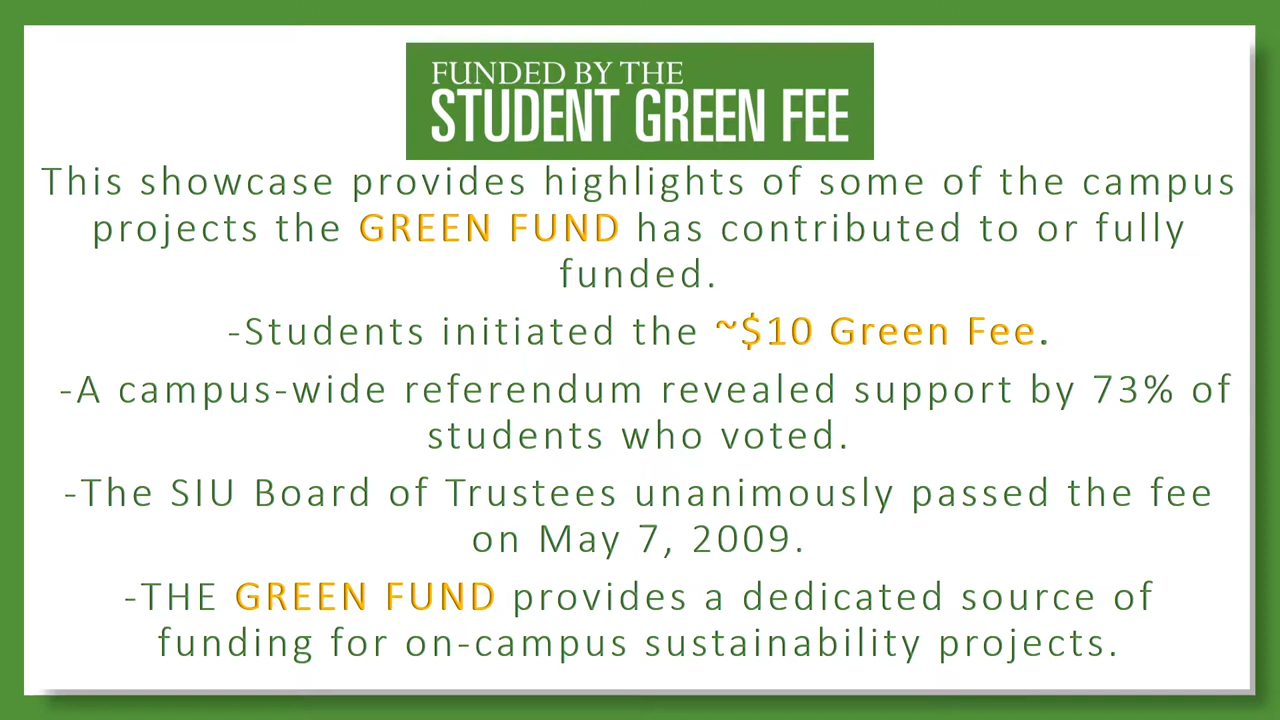 FUNDED BY THE
STUDENT GREEN FEE
This showcase provides highlights of some of the campus
projects the GREEN FUND has contributed to or fully
funded.
-Students initiated the ~$10 Green Fee.
-A campus-wide referendum revealed support by 73% of
students who voted.
-The SIU Board of Trustees unanimously passed the fee
on May 7, 2009.
-THE GREEN FUND provides a dedicated source of
funding for on-campus sustainability projects.